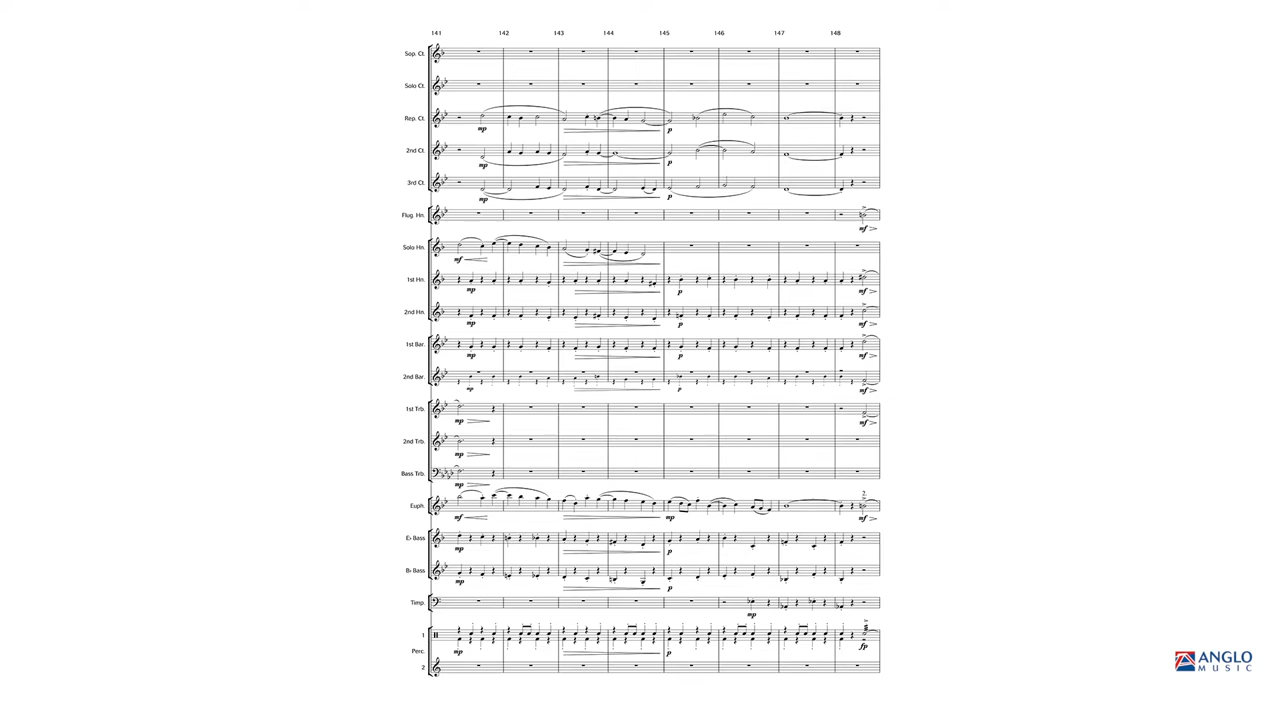 141 142 143 144 145 146 147 148
Sop. Ct.
Solo Ct.
Rep. Ct.
mp p
2nd Ct.
mp p
3rd Ct.
mp p
Flug. Hn.
mf
Solo Hn.
mf
1st Hn.
mp p mf
2nd Hn.
mp p mf
1st Bar.
mp p mf
2nd Bar.
mp p mf
1st Trb.
mp mf
2nd Trb.
mp
Bass Trb.
mp
2.
Euph.
mf mp mf
E♭ Bass
mp p
B♭ Bass
mp p
Timp.
mp
1
mp p fp
Perc.
2
ANGLO
MUSIC